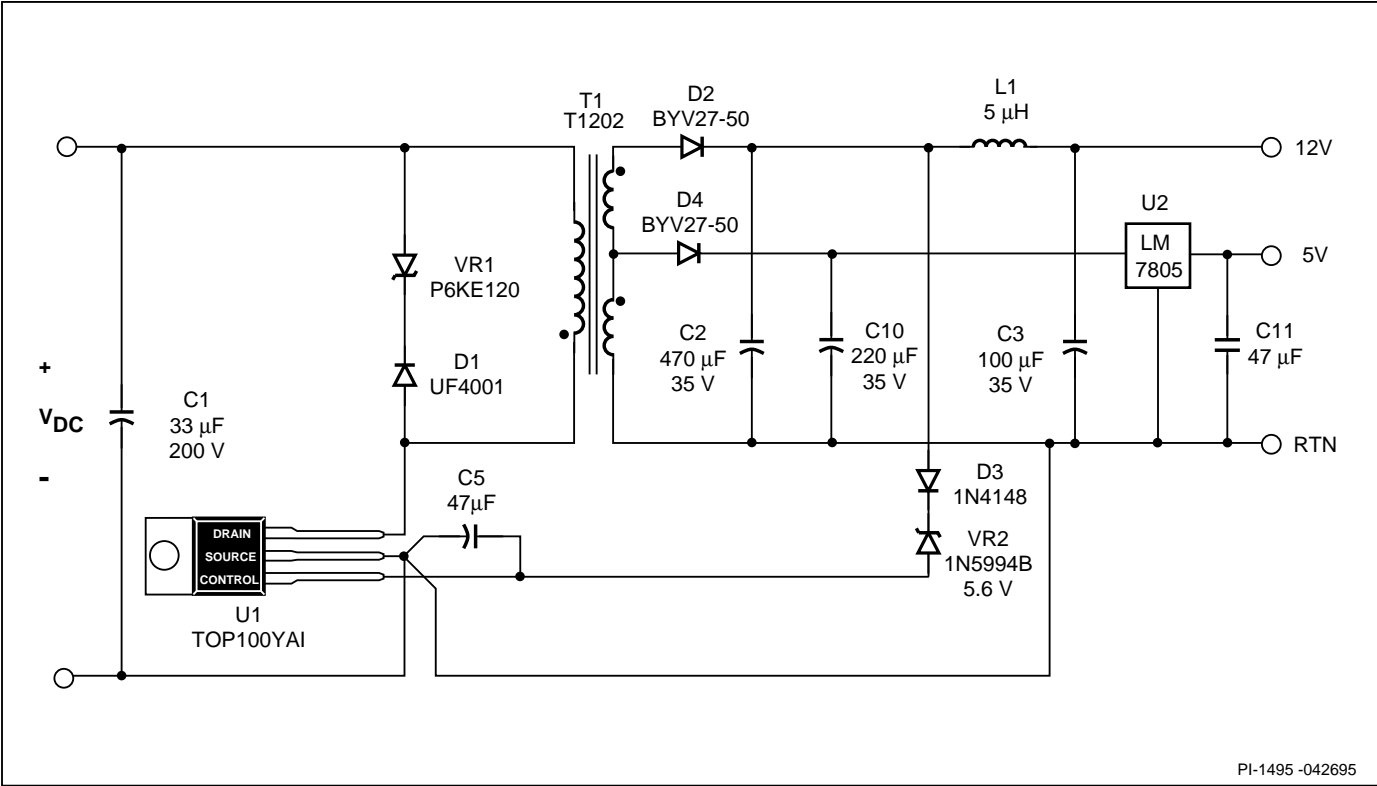 T1
T1202
D2
BYV27-50
L1
5 µH
12V
D4
BYV27-50
U2
LM
7805
5V
VR1
P6KE120
D1
UF4001
C2
470 µF
35 V
C10
220 µF
35 V
C3
100 µF
35 V
C11
47 µF
+
VDC
-
C1
33 µF
200 V
RTN
C5
47µF
D3
1N4148
VR2
1N5994B
5.6 V
DRAIN
SOURCE
CONTROL
U1
TOP100YAI
PI-1495 -042695